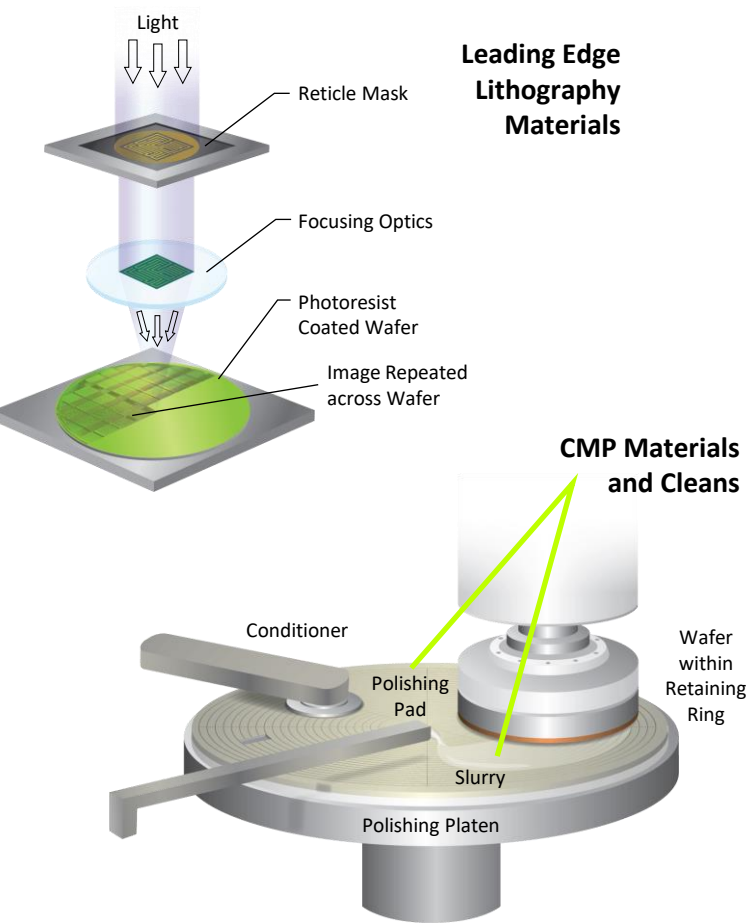 Light
Leading Edge
Lithography
Materials
Reticle Mask
Focusing Optics
Photoresist
Coated Wafer
Image Repeated
across Wafer
CMP Materials
and Cleans
Conditioner
Wafer
within
Retaining
Ring
Polishing
Pad
Slurry
Polishing Platen